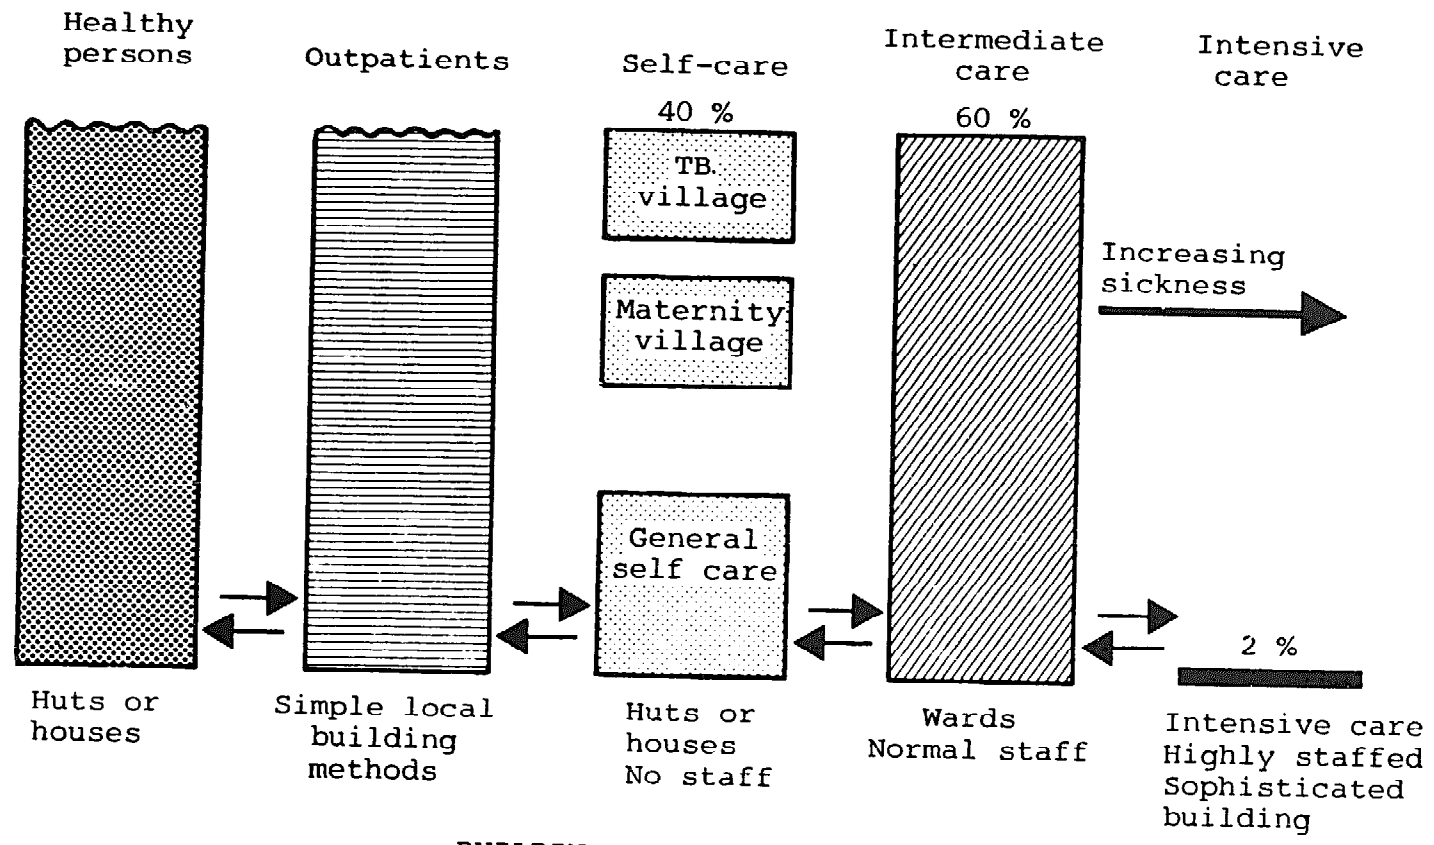 Healthy
persons
Outpatients
Self-care
40 %
Intermediate
care
60 %
Intensive
care
TB.
village
Maternity
village
General
self care
Increasing
sickness
2 %
Huts or
houses
Simple local
building
methods
Huts or
houses
No staff
Wards
Normal staff
Intensive care
Highly staffed
Sophisticated
building